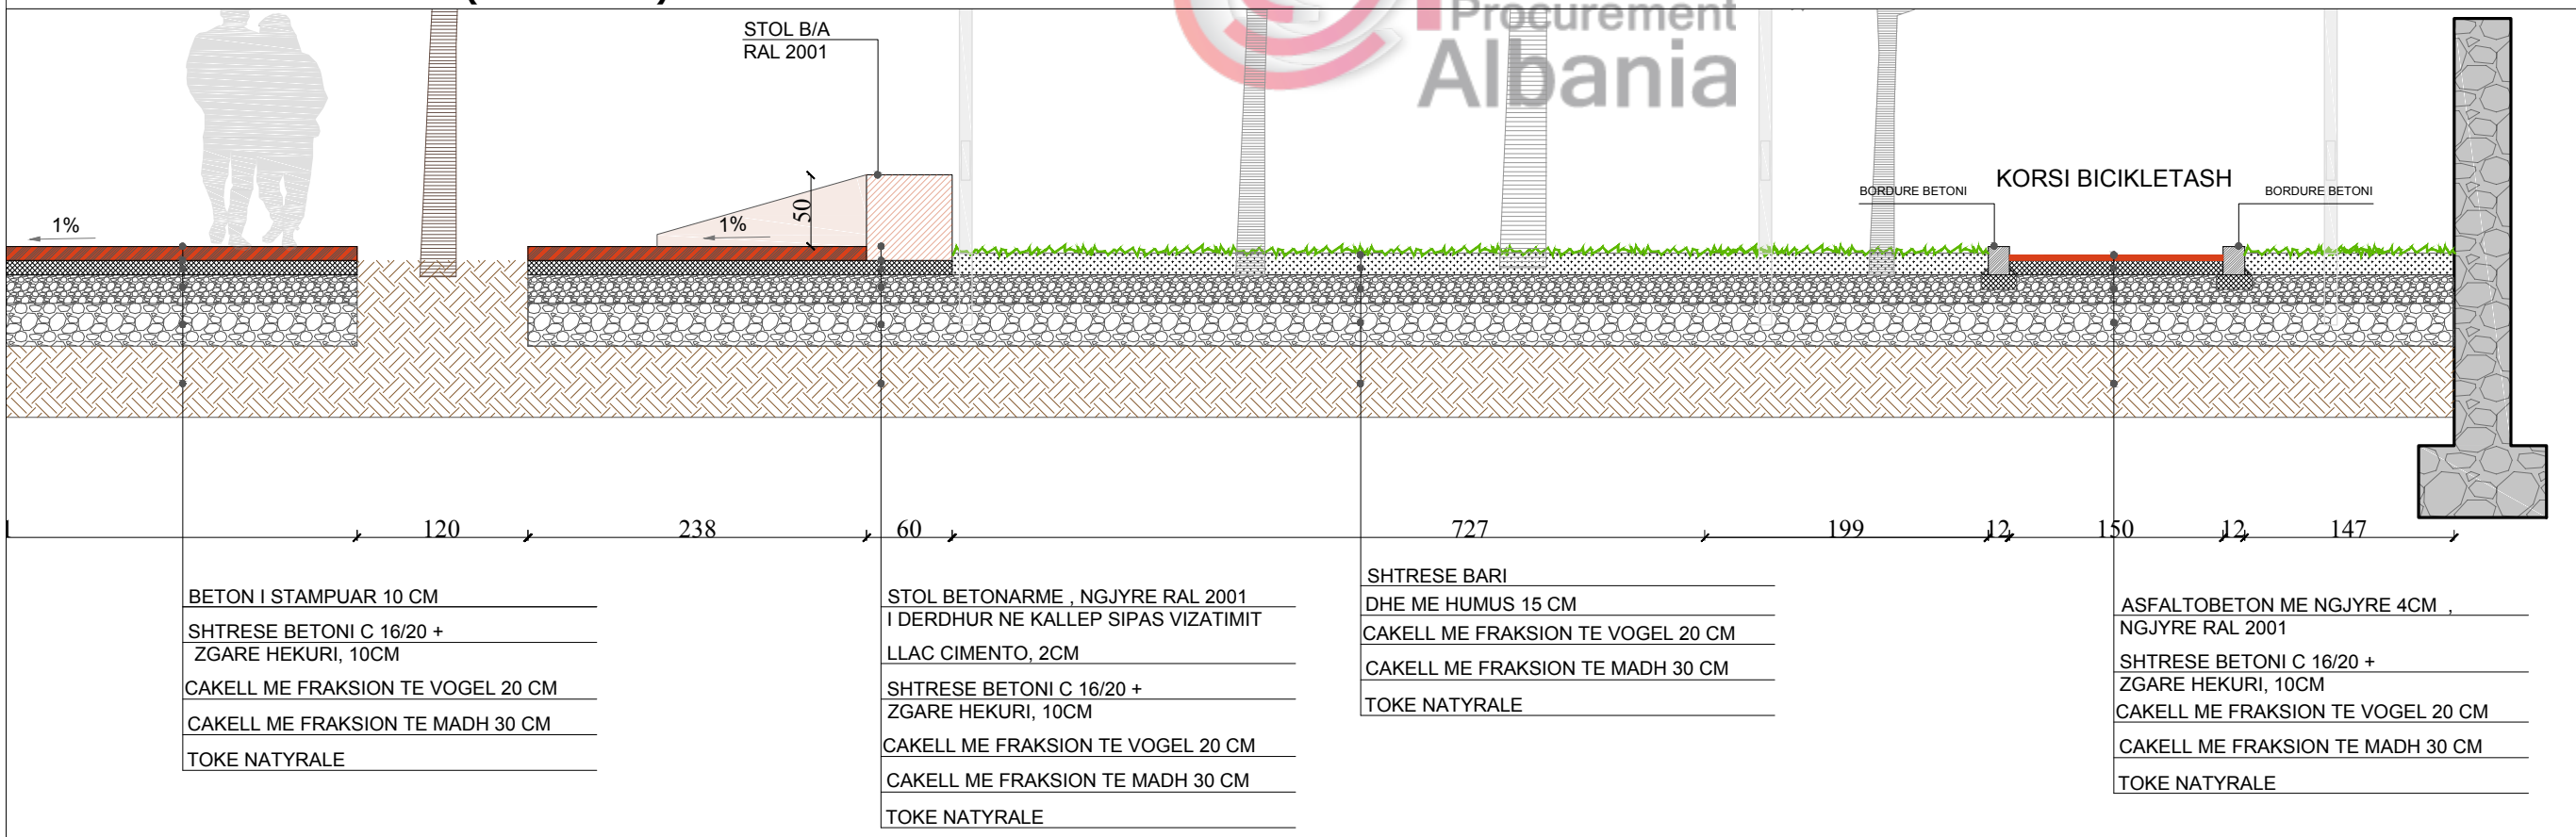 Procurement
Albania
STOL B/A
RAL 2001
KORSI BICIKLETASH
BORDURE BETONI
BORDURE BETONI
1%
1%
50
120
238
60
727
199
12
150
12
147
BETON I STAMPUAR 10 CM
SHTRESE BETONI C 16/20 +
ZGARE HEKURI, 10CM
CAKELL ME FRAKSION TE VOGEL 20 CM
CAKELL ME FRAKSION TE MADH 30 CM
TOKE NATYRALE
STOL BETONARME , NGJYRE RAL 2001
I DERDHUR NE KALLEP SIPAS VIZATIMIT
LLAC CIMENTO, 2CM
SHTRESE BETONI C 16/20 +
ZGARE HEKURI, 10CM
CAKELL ME FRAKSION TE VOGEL 20 CM
CAKELL ME FRAKSION TE MADH 30 CM
TOKE NATYRALE
SHTRESE BARI
DHE ME HUMUS 15 CM
CAKELL ME FRAKSION TE VOGEL 20 CM
CAKELL ME FRAKSION TE MADH 30 CM
TOKE NATYRALE
ASFALTOBETON ME NGJYRE 4CM ,
NGJYRE RAL 2001
SHTRESE BETONI C 16/20 +
ZGARE HEKURI, 10CM
CAKELL ME FRAKSION TE VOGEL 20 CM
CAKELL ME FRAKSION TE MADH 30 CM
TOKE NATYRALE